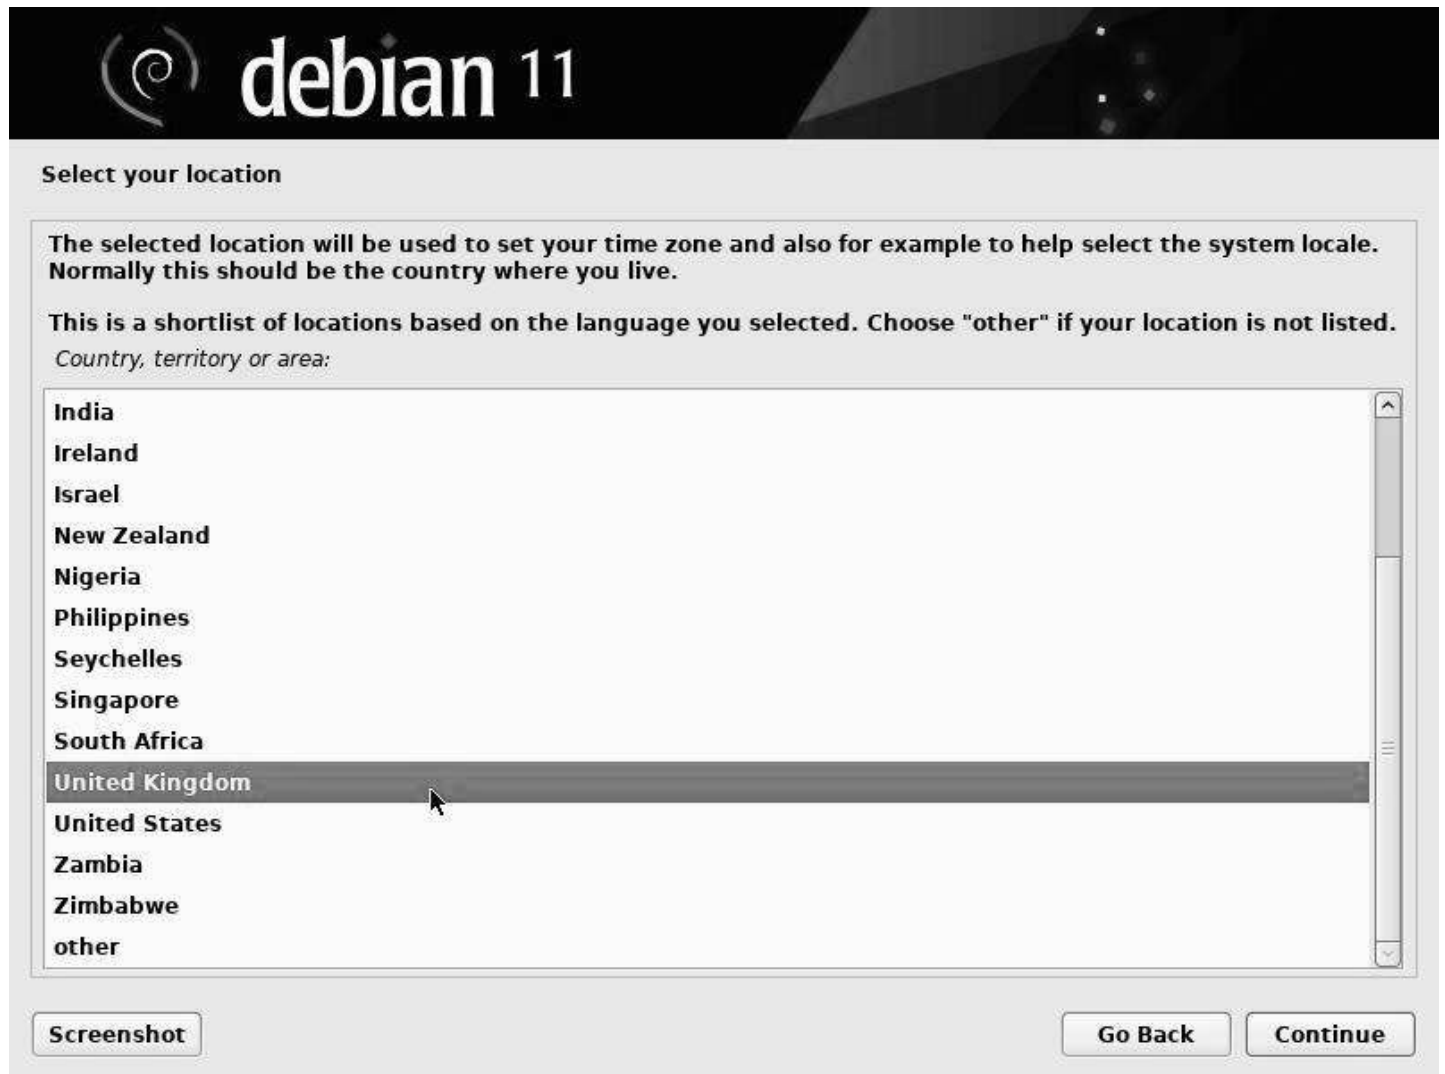 debian 11
Select your location
The selected location will be used to set your time zone and also for example to help select the system locale.
Normally this should be the country where you live.
This is a shortlist of locations based on the language you selected. Choose "other" if your location is not listed.
Country, territory or area:
India
Ireland
Israel
New Zealand
Nigeria
Philippines
Seychelles
Singapore
South Africa
United Kingdom
United States
Zambia
Zimbabwe
other
Screenshot
Go Back
Continue